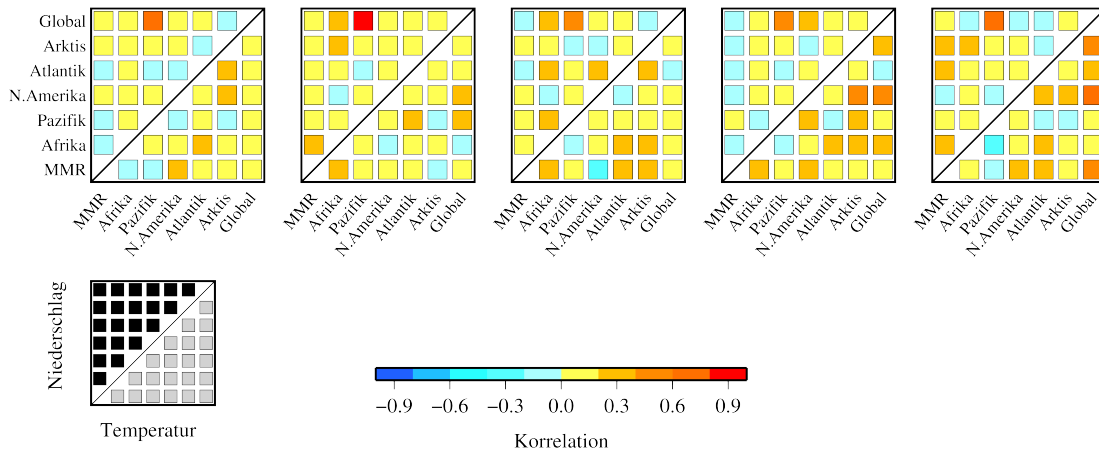 Global
Arktis
Atlantik
N.Amerika
Pazifik
Afrika
MMR
MMR
Afrika
Pazifik
N.Amerika
Atlantik
Arktis
Global
MMR
Afrika
Pazifik
N.Amerika
Atlantik
Arktis
Global
MMR
Afrika
Pazifik
N.Amerika
Atlantik
Arktis
Global
MMR
Afrika
Pazifik
N.Amerika
Atlantik
Arktis
Global
MMR
Afrika
Pazifik
N.Amerika
Atlantik
Arktis
Global
Niederschlag
Temperatur
−0.9 −0.6 −0.3 0.0 0.3 0.6 0.9
Korrelation